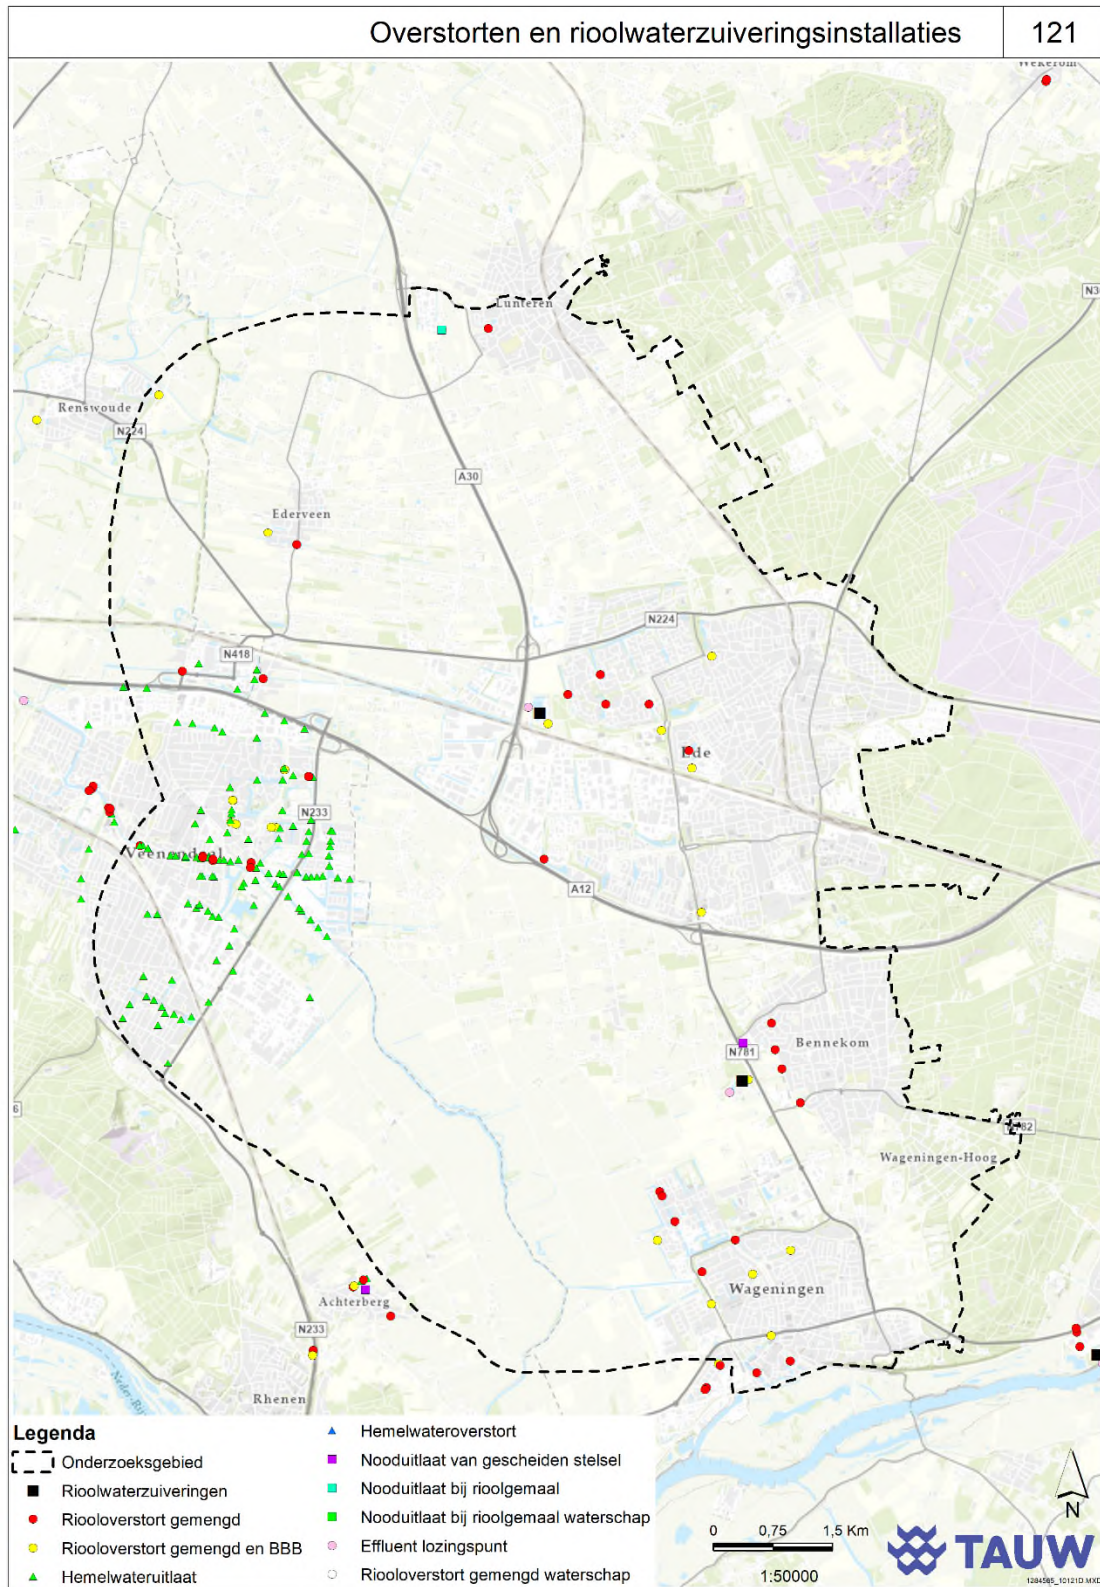 Overstorten en rioolwaterzuiveringsinstallaties 121
Wekerom
N30
Lunteren
Renswoude
N224
A30
Ederveen
N224
N418
Ede
N233
Veenendaal
A12
N781
Bennekom
N782
Wageningen-Hoog
Wageningen
Achterberg
N233
Rhenen
Legenda
Onderzoeksgebied
Rioolwaterzuiveringen
Riooloverstort gemengd
Riooloverstort gemengd en BBB
Hemelwateruitlaat
Hemelwateroverstort
Nooduitlaat van gescheiden stelsel
Nooduitlaat bij rioolgemaal
Nooduitlaat bij rioolgemaal waterschap
Effluent lozingspunt
Riooloverstort gemengd waterschap
N
0 0,75 1,5 Km
1:50000
TAUW